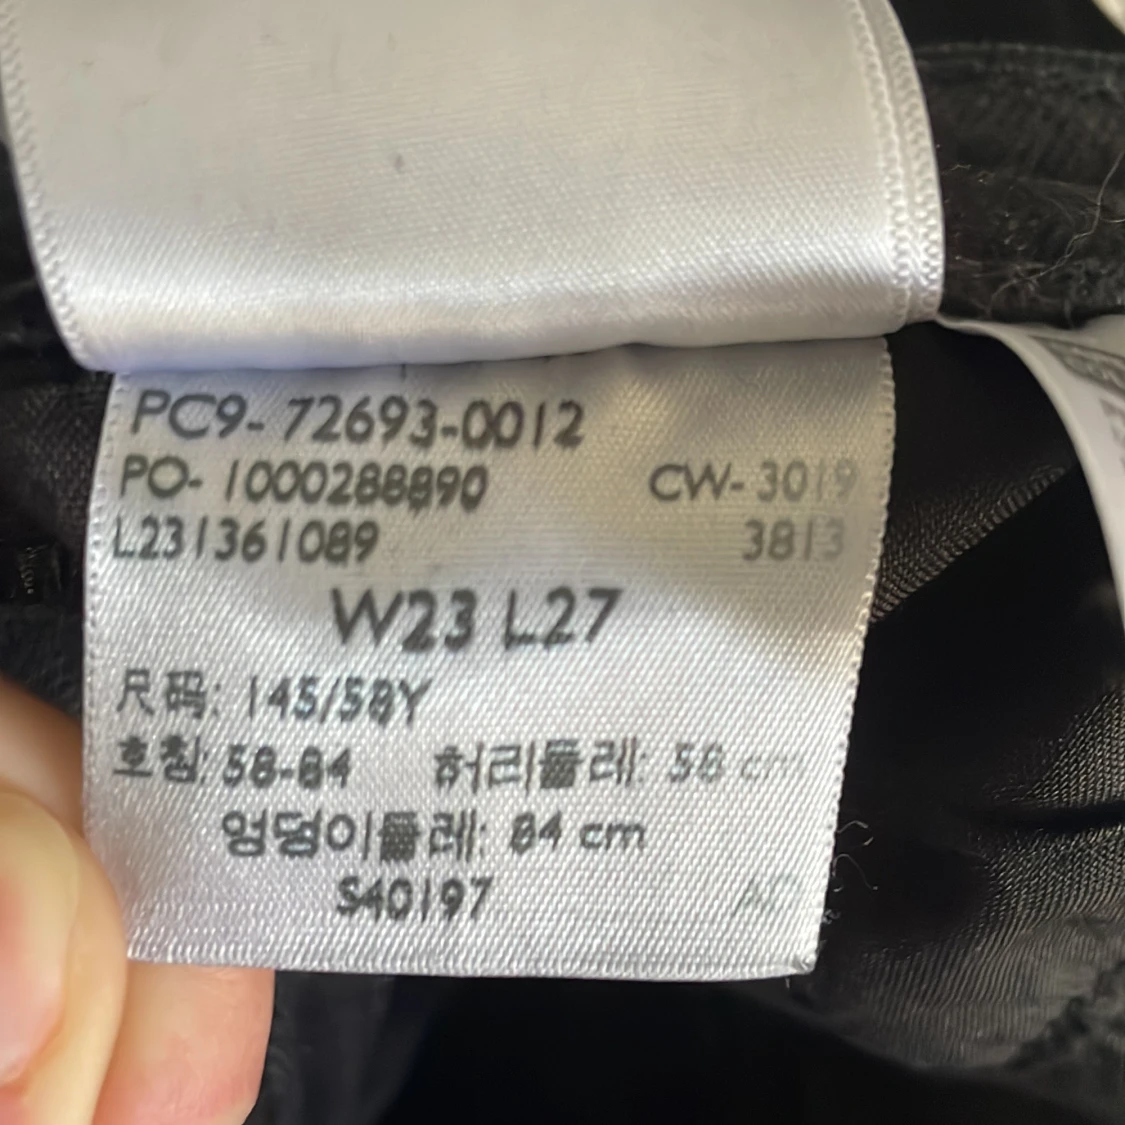 PC9-72693-0012
PO-1000288890 CW-3019
L231361089 3813
W23 L27
尺码: 145/58Y
호칭: 58-84 허리둘레: 58 cm
엉덩이둘레: 84 cm
S40197